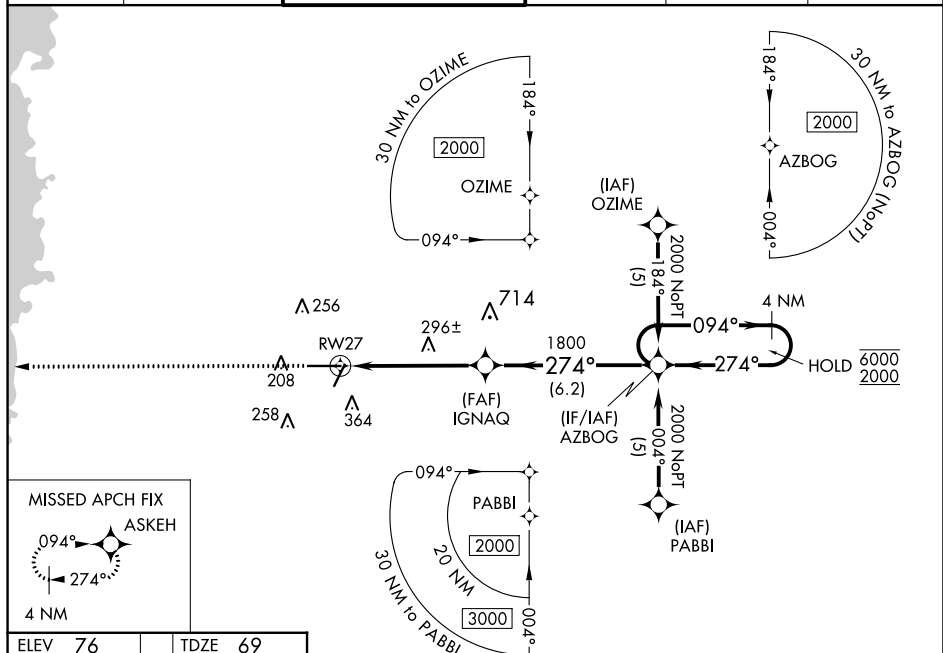 30 NM to OZIME
184°
2000
OZIME
094°
184°
30 NM to AZBOG (NoPT)
2000
AZBOG
004°
(IAF)
OZIME
2000 NoPT
184°
(5)
4 NM
094°
274°
HOLD
6000
2000
256
714
296±
RW27
1800
274°
(6.2)
208
258
364
(FAF)
IGNAQ
(IF/IAF)
AZBOG
2000 NoPT
004°
(5)
(IAF)
PABBI
094°
PABBI
2000
20 NM
3000
30 NM to PABBI
004°
MISSED APCH FIX
ASKEH
094°
274°
4 NM
ELEV 76
TDZE 69